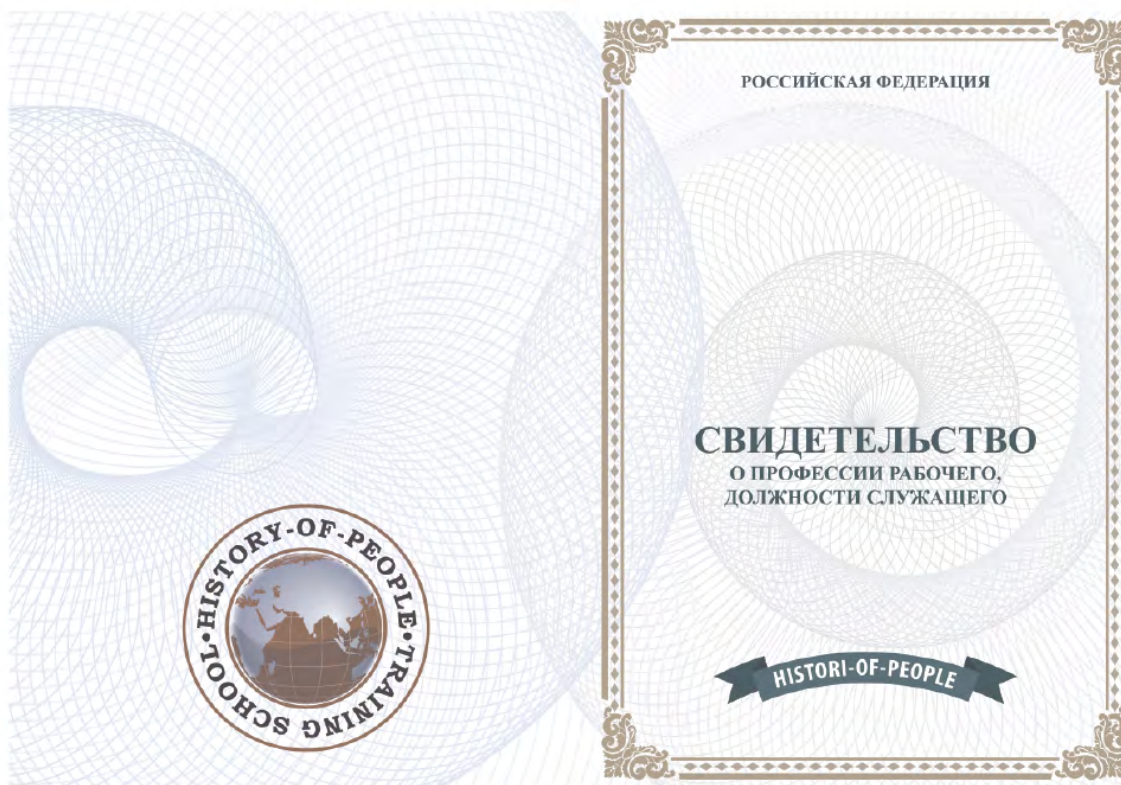 HISTORY-OF-PEOPLE•TRAINING SCHOOL•
РОССИЙСКАЯ ФЕДЕРАЦИЯ
СВИДЕТЕЛЬСТВО
О ПРОФЕССИИ РАБОЧЕГО,
ДОЛЖНОСТИ СЛУЖАЩЕГО
HISTORI-OF-PEOPLE